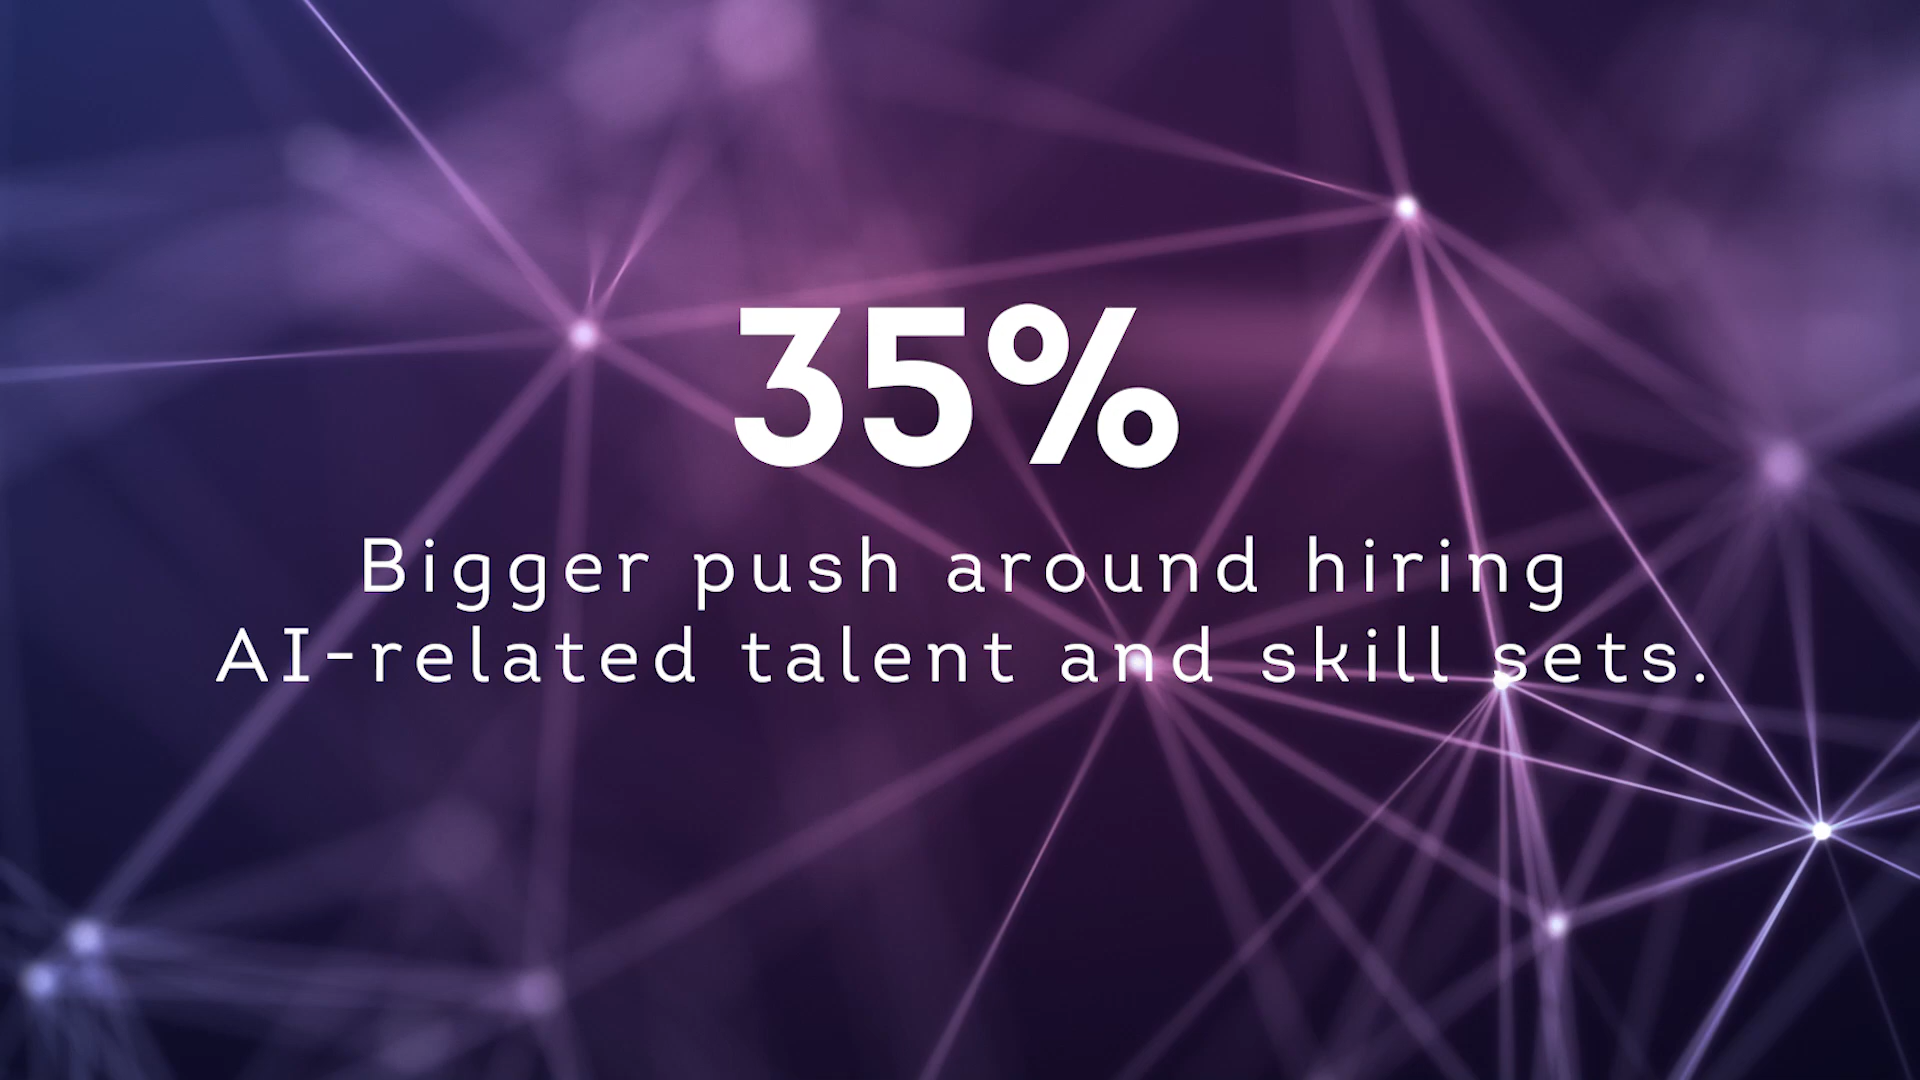 35%
Bigger push around hiring
AI-related talent and skill sets.